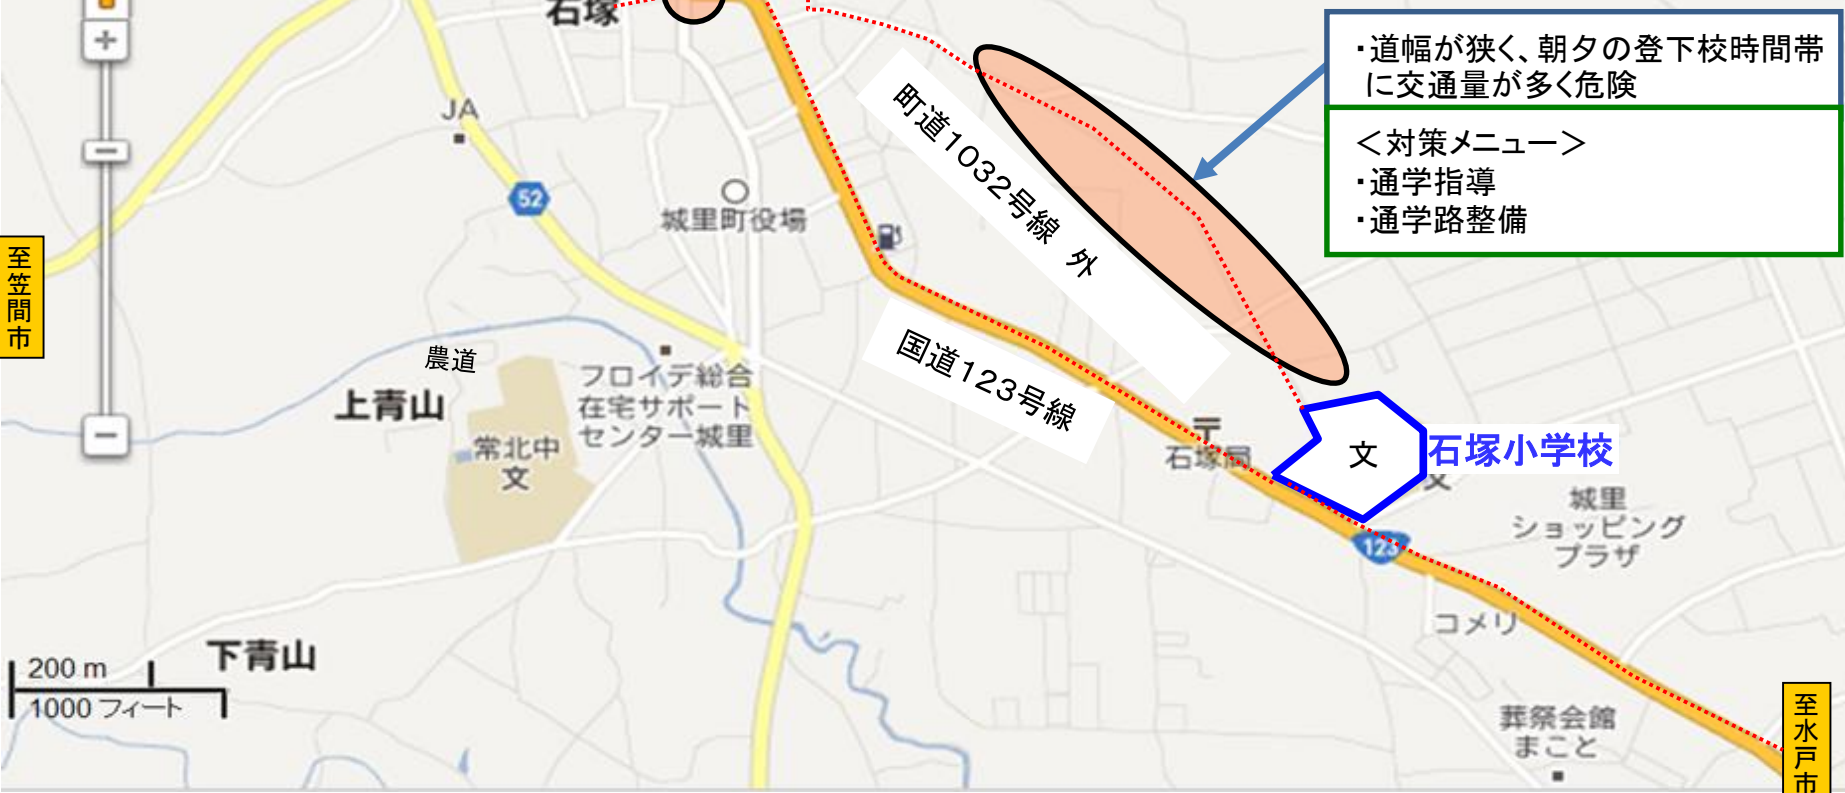 石塚
・道幅が狭く、朝夕の登下校時間帯
に交通量が多く危険
＜対策メニュー＞
・通学指導
・通学路整備
JA
町道1032号線 外
52
城里町役場
至笠間市
国道123号線
農道
フロイデ総合
在宅サポート
センター城里
上青山
常北中
文
石塚局
文
石塚小学校
文
城里
ショッピング
プラザ
123
コメリ
下青山
200 m
1000 フィート
葬祭会館
まこと
至水戸市